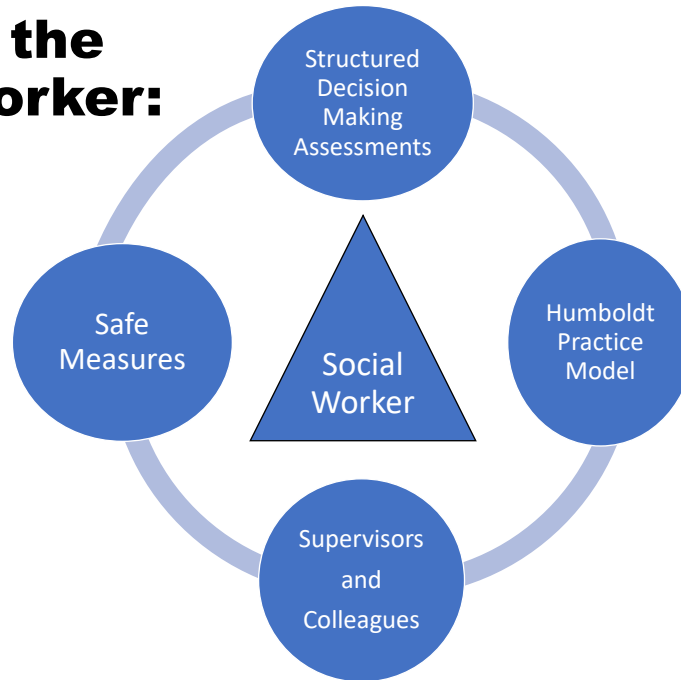 the
orker:
Structured
Decision
Making
Assessments
Safe
Measures
Humboldt
Practice
Model
Social
Worker
Supervisors
and
Colleagues